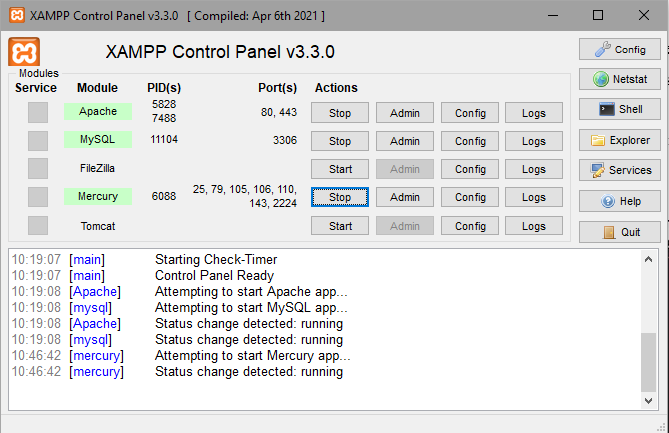 XAMPP Control Panel v3.3.0 [ Compiled: Apr 6th 2021 ]
XAMPP Control Panel v3.3.0
Config
Modules
Service Module PID(s) Port(s) Actions
Netstat
Apache 5828 7488 80, 443 Stop Admin Config Logs
Shell
MySQL 11104 3306 Stop Admin Config Logs
Explorer
FileZilla Start Admin Config Logs
Services
Mercury 6088 25, 79, 105, 106, 110, 143, 2224 Stop Admin Config Logs
Help
Tomcat Start Admin Config Logs
Quit
10:19:07 [main] Starting Check-Timer
10:19:07 [main] Control Panel Ready
10:19:08 [Apache] Attempting to start Apache app...
10:19:08 [mysql] Attempting to start MySQL app...
10:19:08 [Apache] Status change detected: running
10:19:08 [mysql] Status change detected: running
10:46:42 [mercury] Attempting to start Mercury app...
10:46:42 [mercury] Status change detected: running